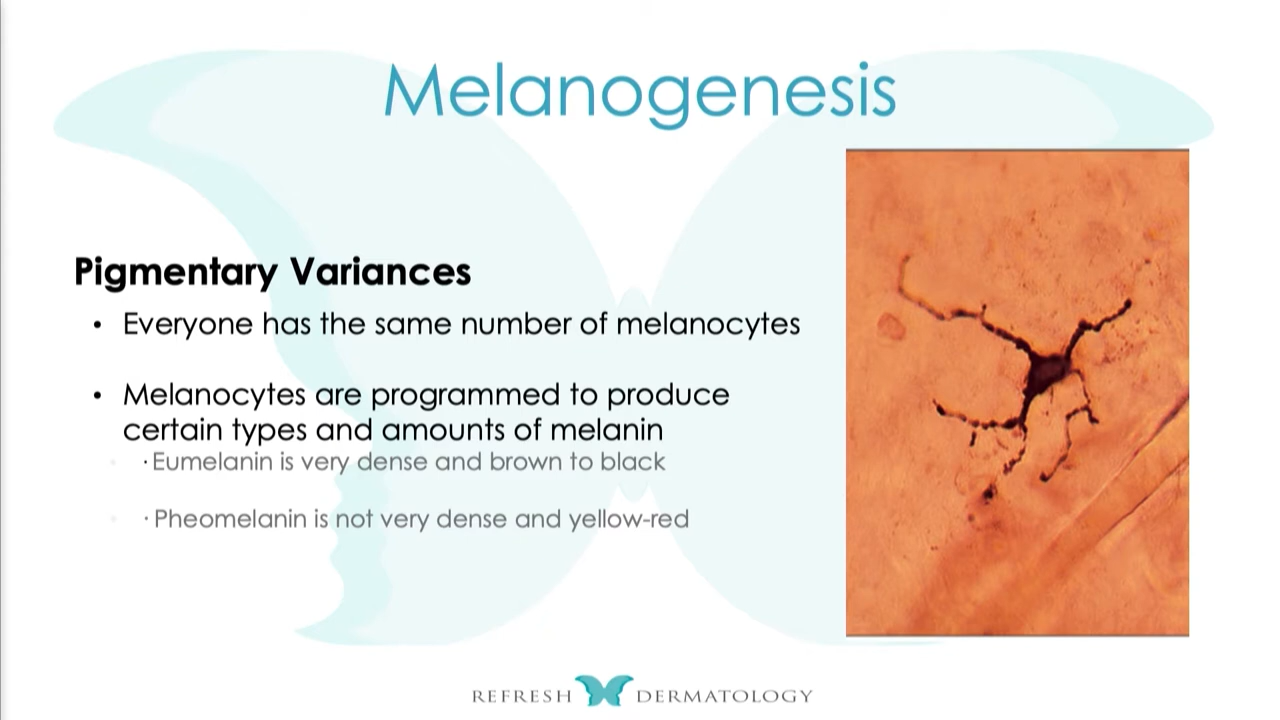 Melanogenesis
Pigmentary Variances
• Everyone has the same number of melanocytes
• Melanocytes are programmed to produce
certain types and amounts of melanin
· Eumelanin is very dense and brown to black
· Pheomelanin is not very dense and yellow-red
REFRESH DERMATOLOGY